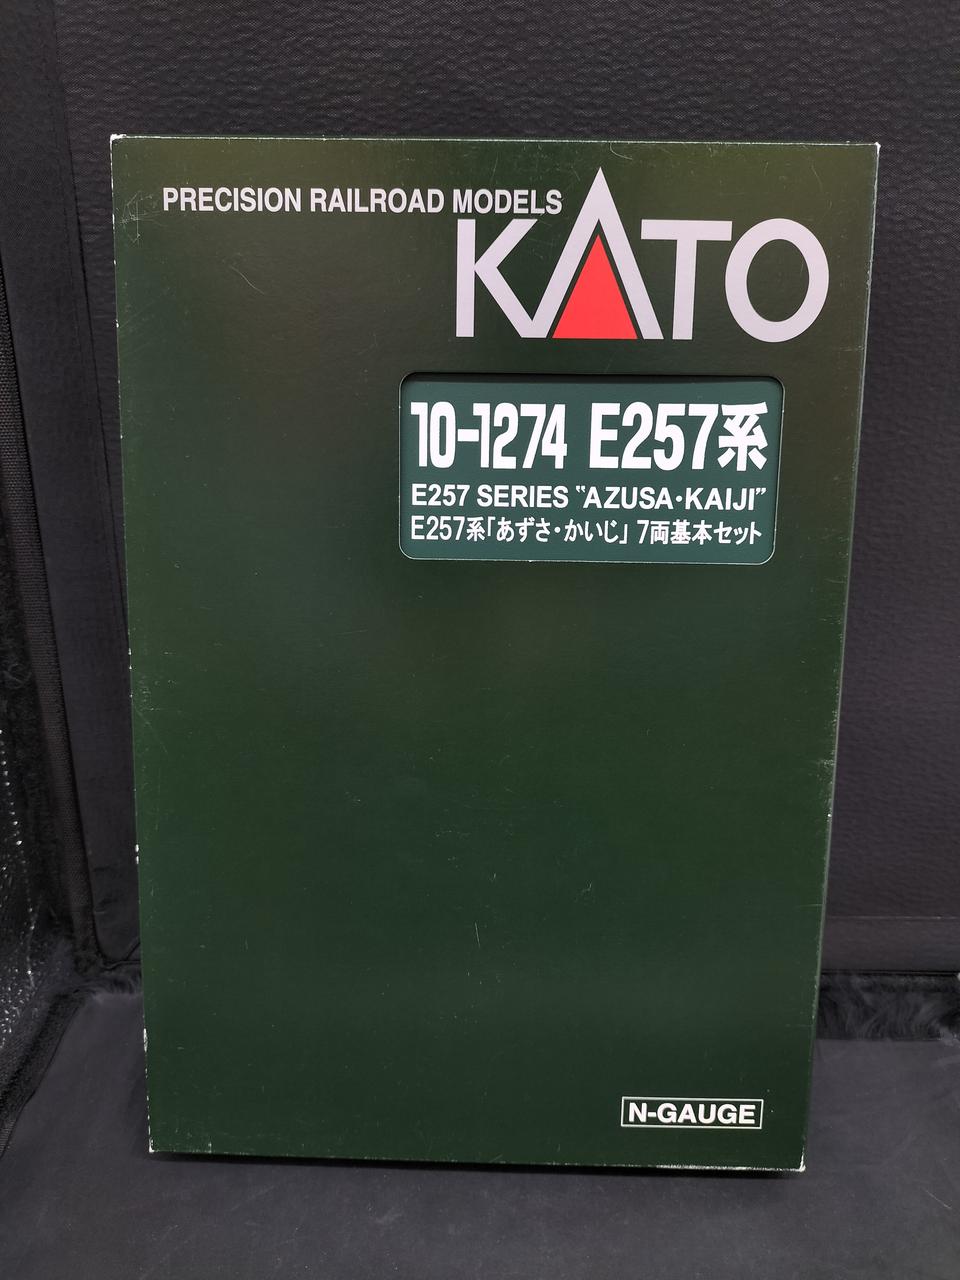 PRECISION RAILROAD MODELS
KATO
10-1274 E257系
E257 SERIES “AZUSA・KAIJI”
E257系「あずさ・かいじ」 7両基本セット
N-GAUGE